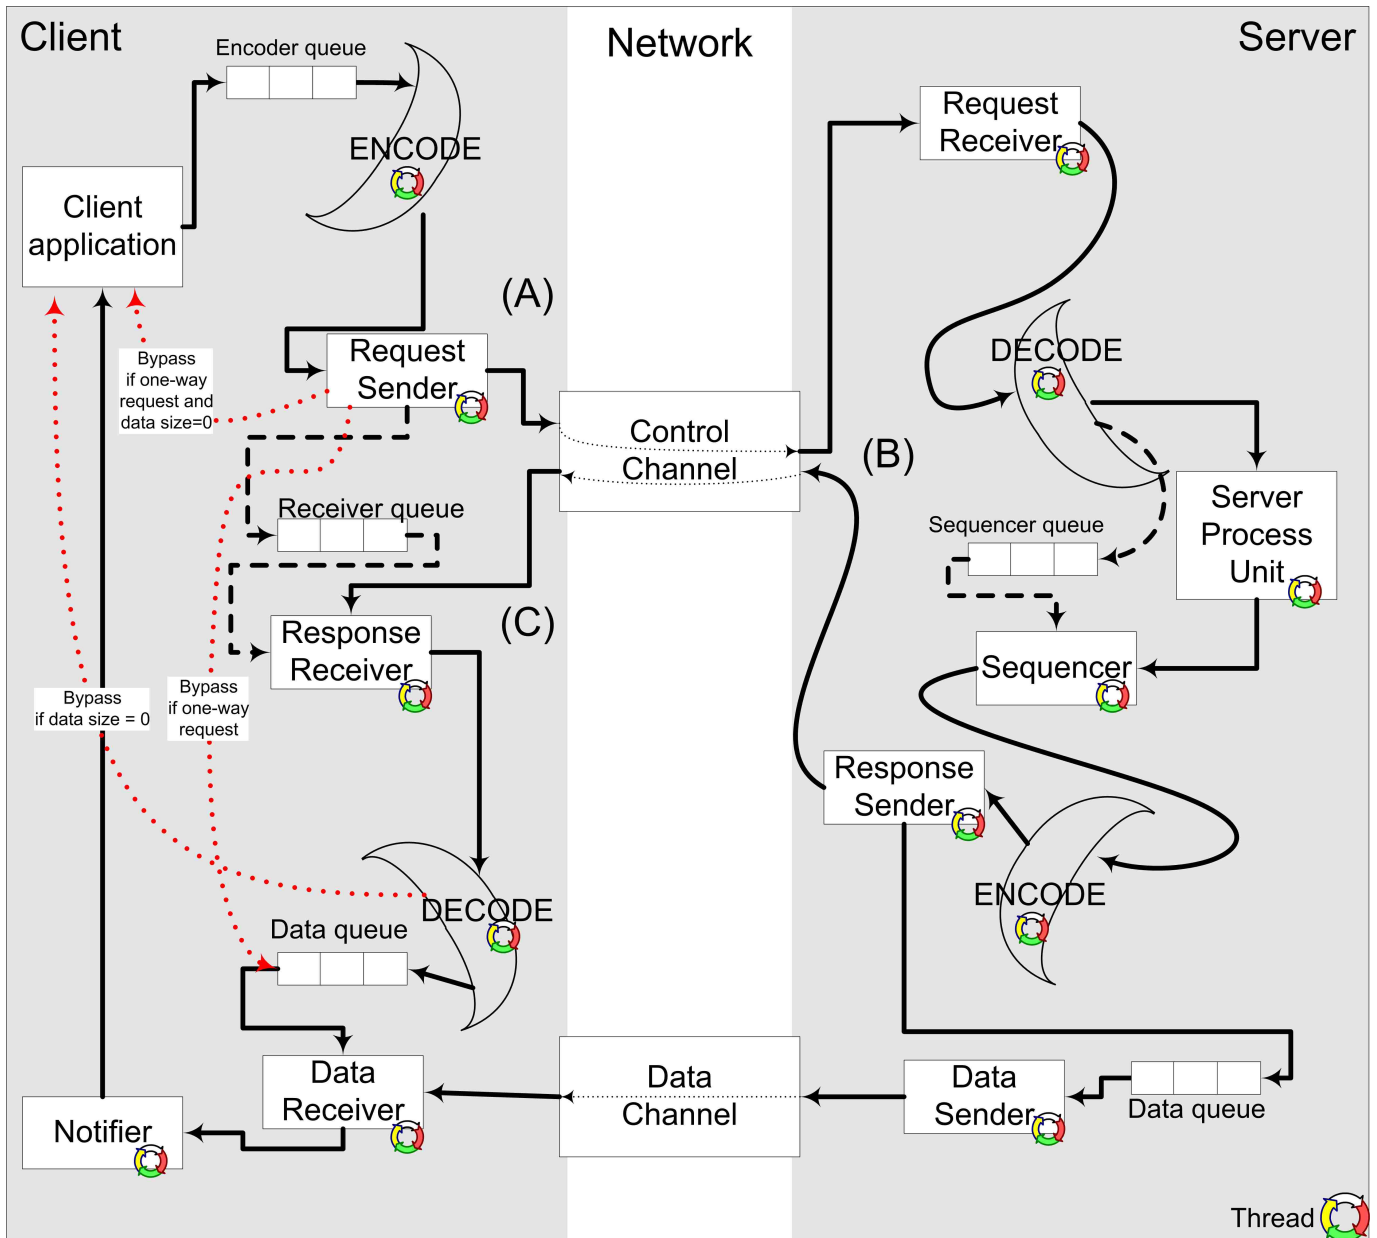 Client
Network
Server
Encoder queue
ENCODE
Client
application
(A)
Request
Sender
Bypass
if one-way
request and
data size=0
Receiver queue
(C)
Response
Receiver
Bypass
if data size = 0
Bypass
if one-way
request
DECODE
Data queue
Data
Receiver
Notifier
Control
Channel
Data
Channel
Request
Receiver
DECODE
(B)
Server
Process
Unit
Sequencer queue
Sequencer
Response
Sender
ENCODE
Data
Sender
Data queue
Thread